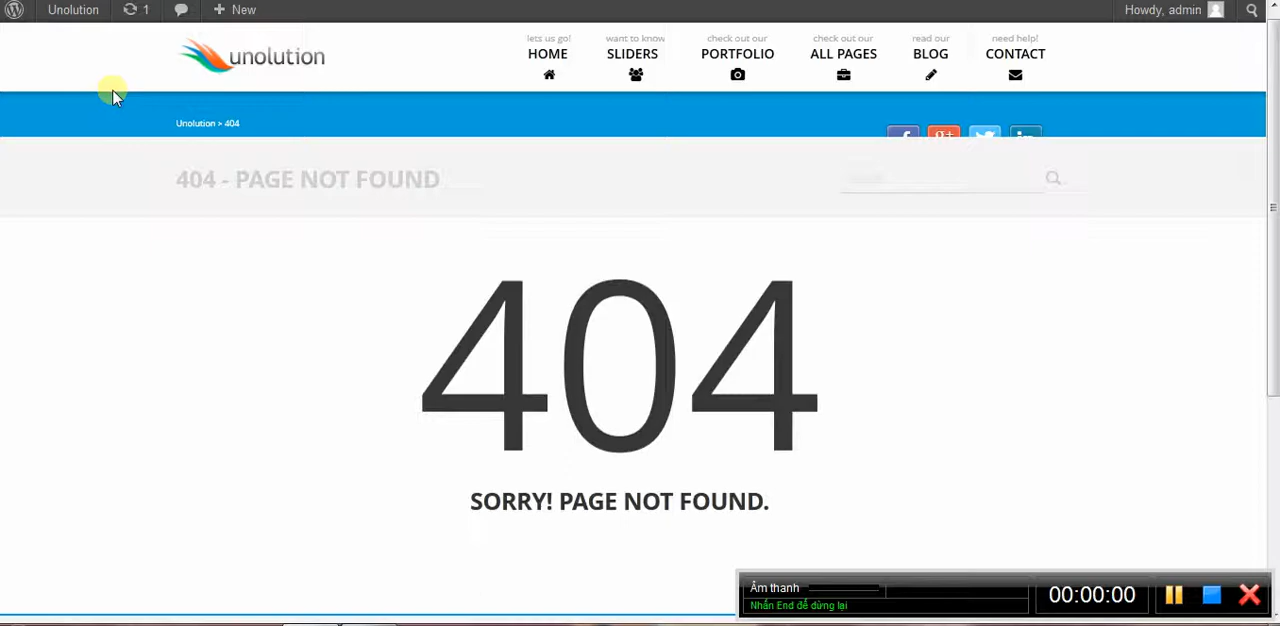 Unolution 1 New Howdy, admin
unolution
lets us go! want to know check out our check out our read our need help!
HOME SLIDERS PORTFOLIO ALL PAGES BLOG CONTACT
Unolution > 404
f g+ in
404 - PAGE NOT FOUND
404
SORRY! PAGE NOT FOUND.
Âm thanh
Nhấn End để dừng lại
00:00:00